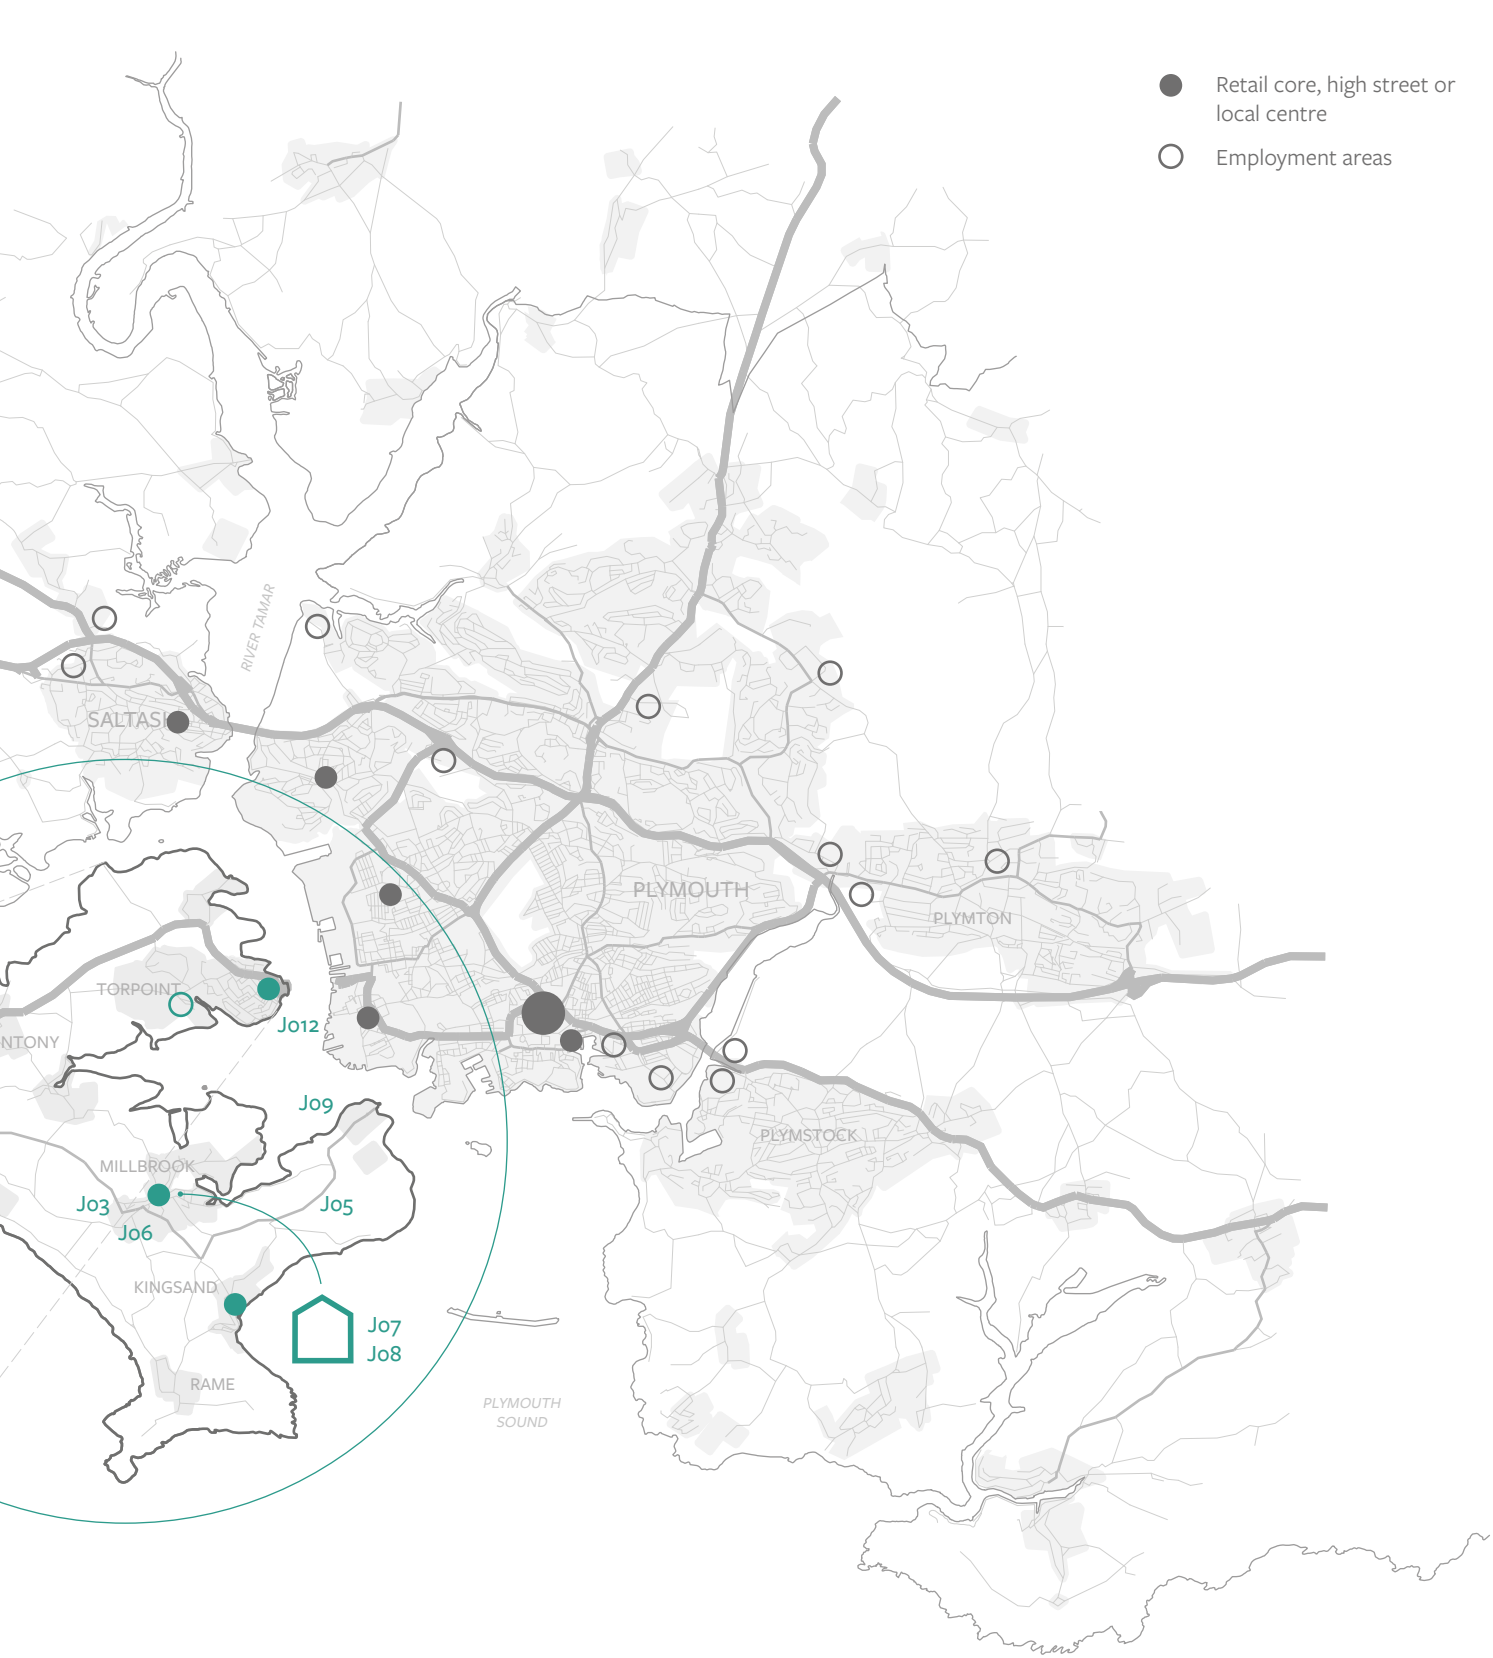 Retail core, high street or
local centre
Employment areas
RIVER TAMAR
SALTAS
PLYMOUTH
PLYMTON
TORPOINT
J012
NTONY
J09
PLYMSTOCK
MILLBROOK
J03
J05
J06
KINGSAND
J07
J08
RAME
PLYMOUTH
SOUND